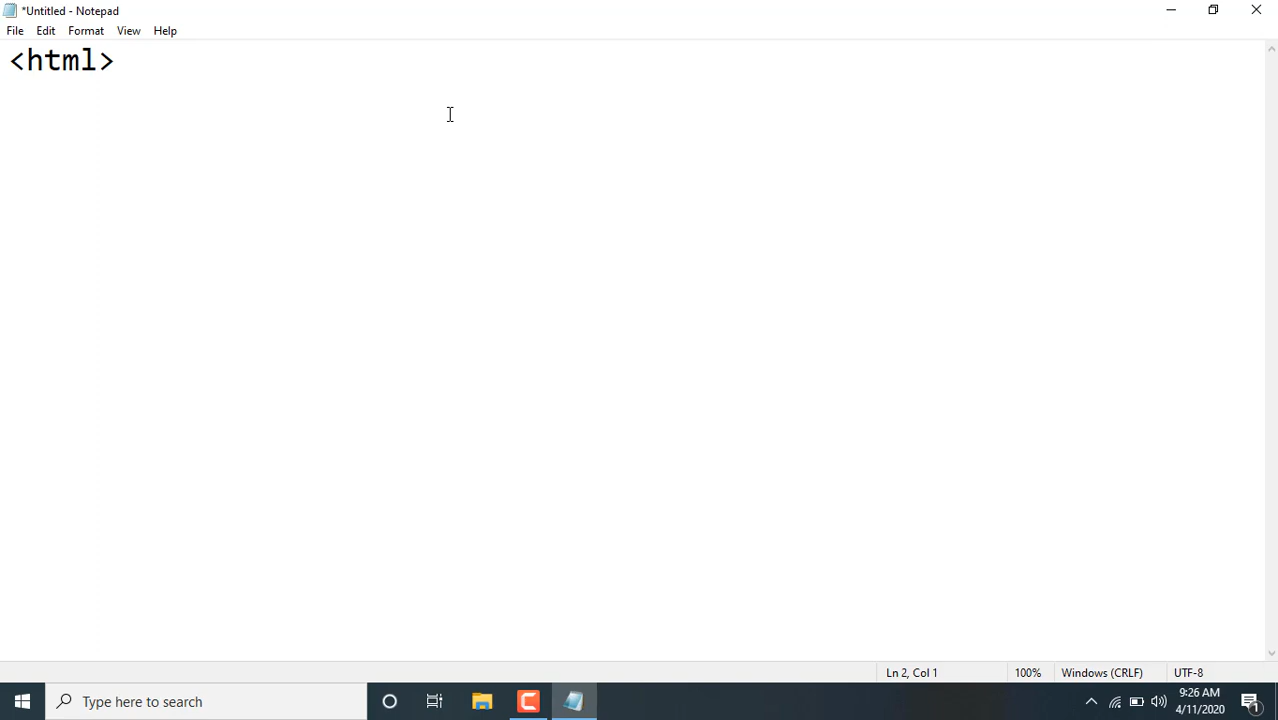 *Untitled - Notepad
File Edit Format View Help
<html>
Ln 2, Col 1 100% Windows (CRLF) UTF-8
Type here to search
9:26 AM
4/11/2020
1